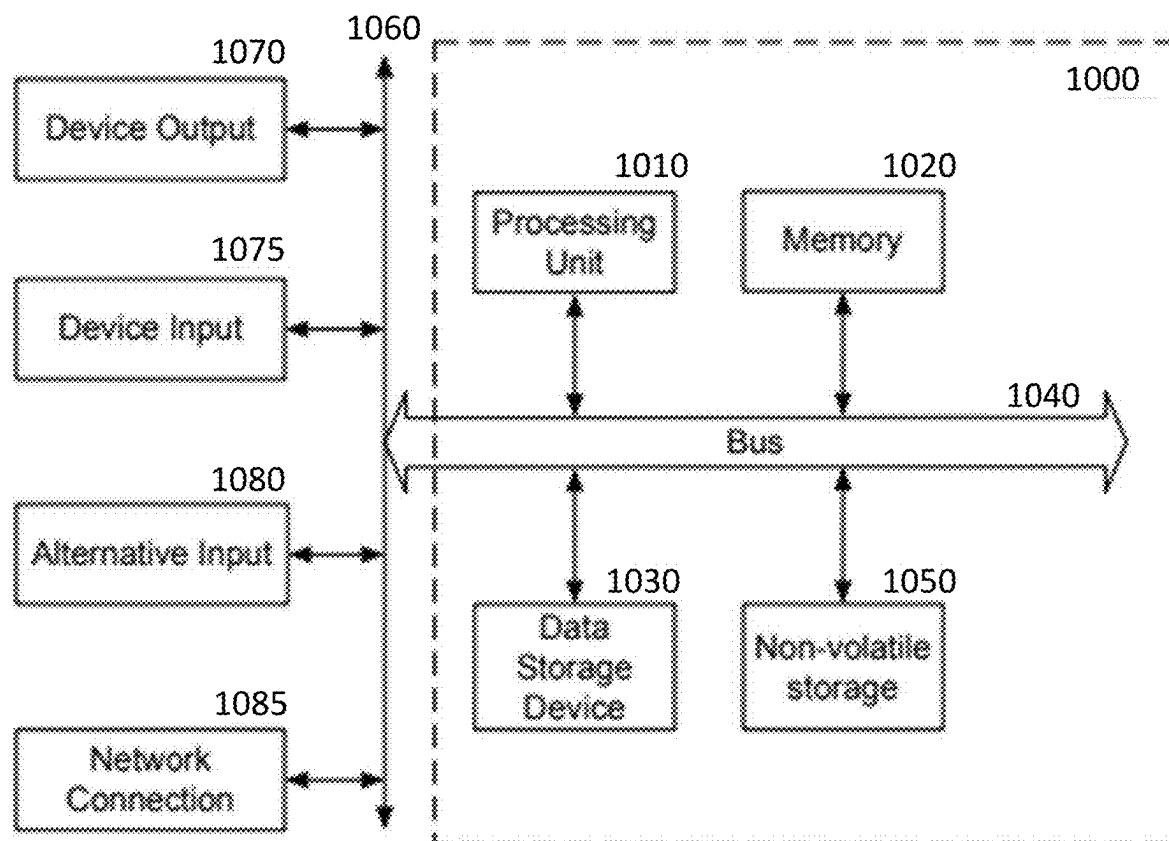 1060
1070
Device Output
1000
1010
Processing
Unit
1020
Memory
1075
Device Input
1040
Bus
1080
Alternative Input
1030
Data
Storage
Device
1050
Non-volatile
storage
1085
Network
Connection